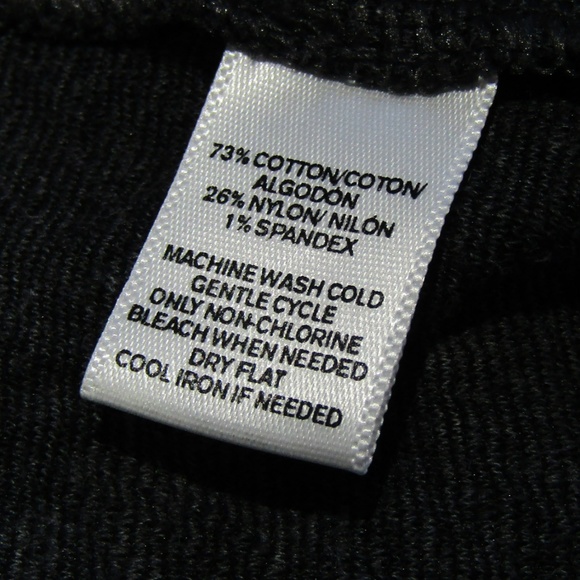 73% COTTON/COTON/
ALGODÓN
26% NYLON/ NILÓN
1% SPANDEX
MACHINE WASH COLD
GENTLE CYCLE
ONLY NON-CHLORINE
BLEACH WHEN NEEDED
DRY FLAT
COOL IRON IF NEEDED